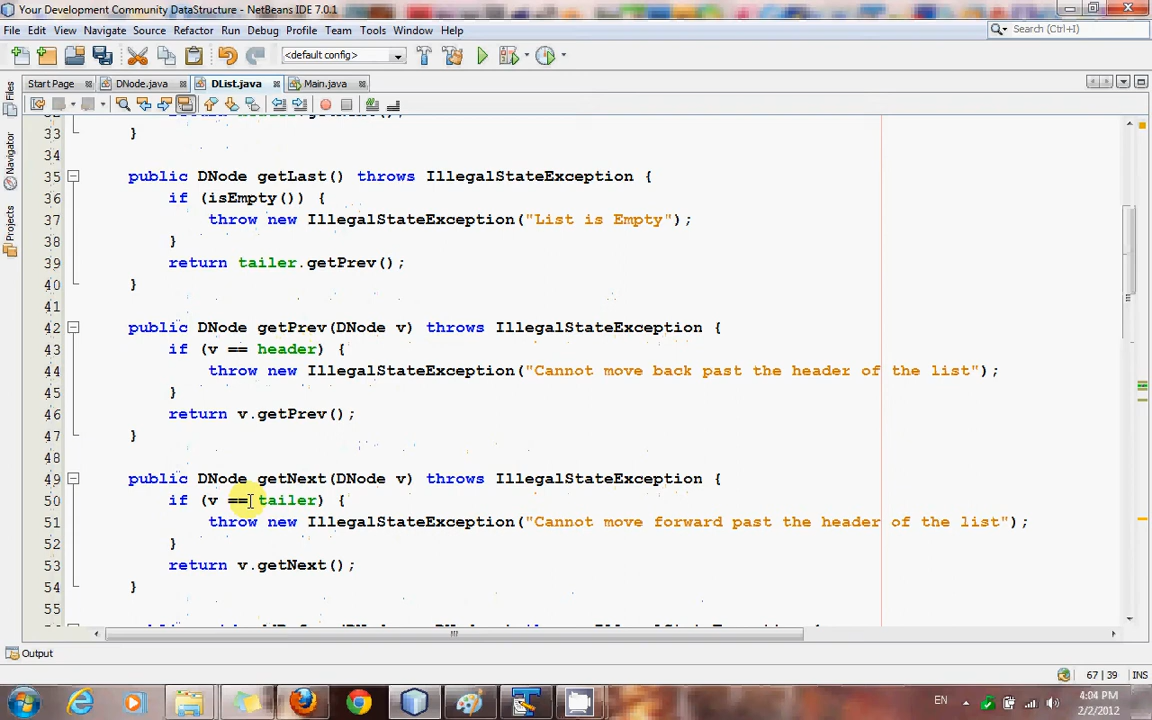 Your Development Community DataStructure - NetBeans IDE 7.0.1
File Edit View Navigate Source Refactor Run Debug Profile Team Tools Window Help
Search (Ctrl+I)
<default config>
Start Page DNode.java DList.java Main.java
Files
Navigator
Projects
33 }
34
35 public DNode getLast() throws IllegalStateException {
36 if (isEmpty()) {
37 throw new IllegalStateException("List is Empty");
38 }
39 return tailer.getPrev();
40 }
41
42 public DNode getPrev(DNode v) throws IllegalStateException {
43 if (v == header) {
44 throw new IllegalStateException("Cannot move back past the header of the list");
45 }
46 return v.getPrev();
47 }
48
49 public DNode getNext(DNode v) throws IllegalStateException {
50 if (v == tailer) {
51 throw new IllegalStateException("Cannot move forward past the header of the list");
52 }
53 return v.getNext();
54 }
55
Output
67 | 39 INS
EN
4:04 PM
2/2/2012